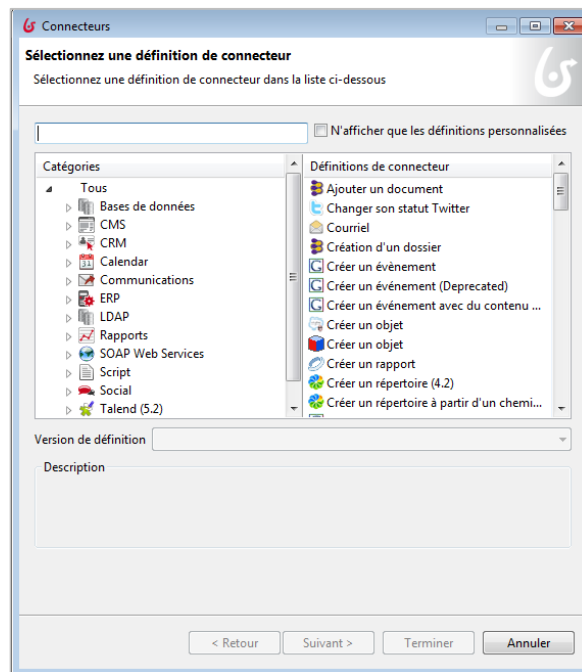 Connecteurs
Sélectionnez une définition de connecteur
Sélectionnez une définition de connecteur dans la liste ci-dessous
N'afficher que les définitions personnalisées
Catégories
Tous
Bases de données
CMS
CRM
Calendar
Communications
ERP
LDAP
Rapports
SOAP Web Services
Script
Social
Talend (5.2)
Définitions de connecteur
Ajouter un document
Changer son statut Twitter
Courriel
Création d'un dossier
Créer un évènement
Créer un événement (Deprecated)
Créer un événement avec du contenu ...
Créer un objet
Créer un objet
Créer un rapport
Créer un répertoire (4.2)
Créer un répertoire à partir d'un chemi...
Version de définition
Description
< Retour
Suivant >
Terminer
Annuler